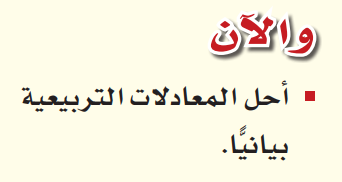 والآن
▪ أحل المعادلات التربيعية
بيانيًّا.